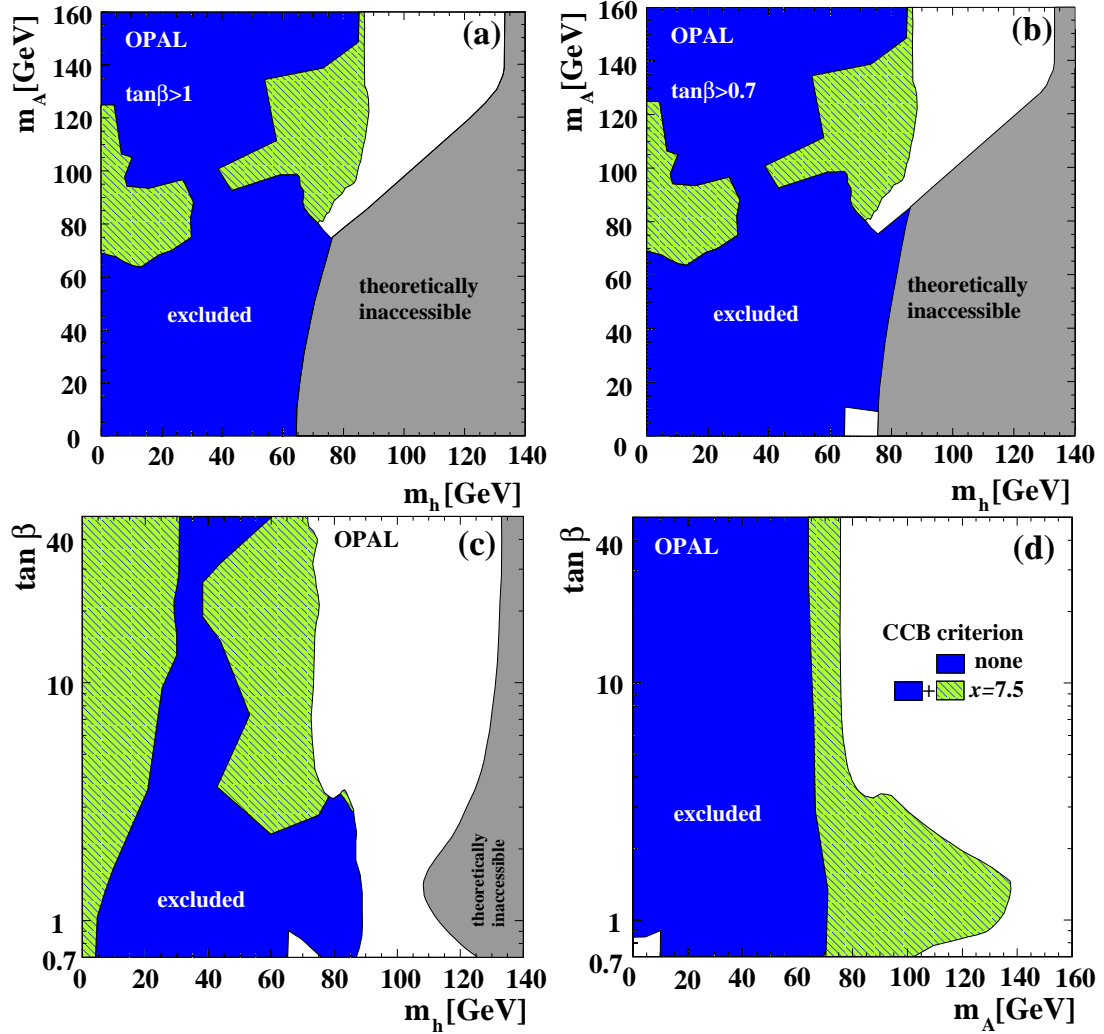 m_A [GeV]
160
140
120
100
80
60
40
20
0
OPAL
(a)
tanβ>1
excluded
theoretically
inaccessible
0 20 40 60 80 100 120 140
m_h [GeV]
m_A [GeV]
160
140
120
100
80
60
40
20
0
OPAL
(b)
tanβ>0.7
excluded
theoretically
inaccessible
0 20 40 60 80 100 120 140
m_h [GeV]
tan β
40
10
1
0.7
OPAL
(c)
excluded
theoretically
inaccessible
0 20 40 60 80 100 120 140
m_h [GeV]
tan β
40
10
1
0.7
OPAL
(d)
CCB criterion
none
+ x=7.5
excluded
0 20 40 60 80 100 120 140 160
m_A [GeV]